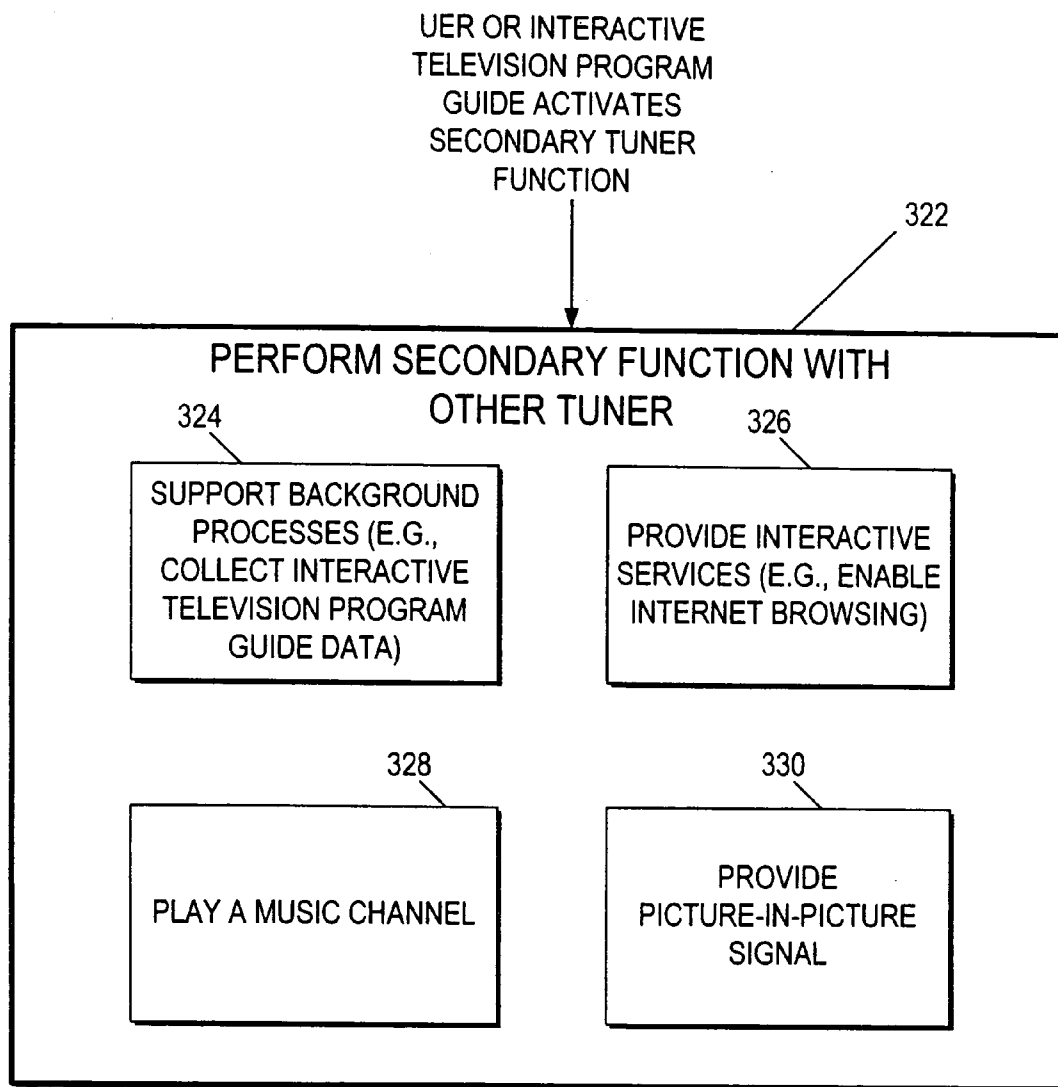 UER OR INTERACTIVE
TELEVISION PROGRAM
GUIDE ACTIVATES
SECONDARY TUNER
FUNCTION
322
PERFORM SECONDARY FUNCTION WITH
OTHER TUNER
324
SUPPORT BACKGROUND
PROCESSES (E.G.,
COLLECT INTERACTIVE
TELEVISION PROGRAM
GUIDE DATA)
326
PROVIDE INTERACTIVE
SERVICES (E.G., ENABLE
INTERNET BROWSING)
328
PLAY A MUSIC CHANNEL
330
PROVIDE
PICTURE-IN-PICTURE
SIGNAL